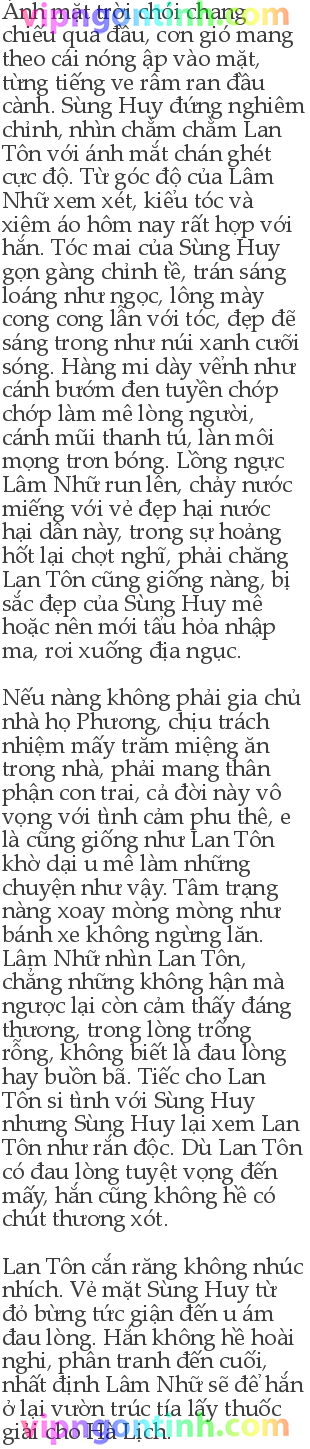 Ánh mặt trời chói chang
chiếu quá đầu, cơn gió mang
theo cái nóng ập vào mặt,
từng tiếng ve râm ran đầu
cành. Sùng Huy đứng nghiêm
chỉnh, nhìn chằm chằm Lan
Tôn với ánh mắt chán ghét
cực độ. Từ góc độ của Lâm
Nhữ xem xét, kiểu tóc và
xiêm áo hôm nay rất hợp với
hắn. Tóc mai của Sùng Huy
gọn gàng chỉnh tề, trán sáng
loáng như ngọc, lông mày
cong cong lẫn với tóc, đẹp đẽ
sáng trong như núi xanh cưỡi
sóng. Hàng mi dày vểnh như
cánh bướm đen tuyền chớp
chớp làm mê lòng người,
cánh mũi thanh tú, làn môi
mọng trơn bóng. Lồng ngực
Lâm Nhữ run lên, chảy nước
miếng với vẻ đẹp hại nước
hại dân này, trong sự hoảng
hốt lại chợt nghĩ, phải chăng
Lan Tôn cũng giống nàng, bị
sắc đẹp của Sùng Huy mê
hoặc nên mới tẩu hỏa nhập
ma, rơi xuống địa ngục.
Nếu nàng không phải gia chủ
nhà họ Phương, chịu trách
nhiệm mấy trăm miệng ăn
trong nhà, phải mang thân
phận con trai, cả đời này vô
vọng với tình cảm phu thê, e
là cũng giống như Lan Tôn
khờ dại u mê làm những
chuyện như vậy. Tâm trạng
nàng xoay mòng mòng như
bánh xe không ngừng lăn.
Lâm Nhữ nhìn Lan Tôn,
chẳng những không hận mà
ngược lại còn cảm thấy đáng
thương, trong lòng trống
rỗng, không biết là đau lòng
hay buồn bã. Tiếc cho Lan
Tôn si tình với Sùng Huy
nhưng Sùng Huy lại xem Lan
Tôn như rắn độc. Dù Lan Tôn
có đau lòng tuyệt vọng đến
mấy, hắn cũng không hề có
chút thương xót.
Lan Tôn cắn răng không nhúc
nhích. Vẻ mặt Sùng Huy từ
đỏ bừng tức giận đến u ám
đau lòng. Hắn không hề hoài
nghi, phân tranh đến cuối,
nhất định Lâm Nhữ sẽ để hắn
ở lại vườn trúc tía lấy thuốc
giải cho Hà Lịch.
vipngontinh.com
vipngontinh.com